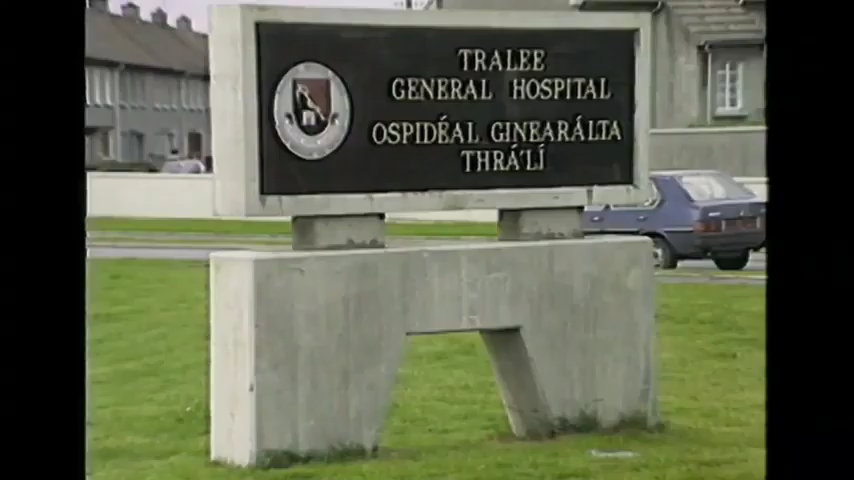 TRALEE
GENERAL HOSPITAL
OSPIDÉAL GINEARÁLTA
THRÁ'LÍ